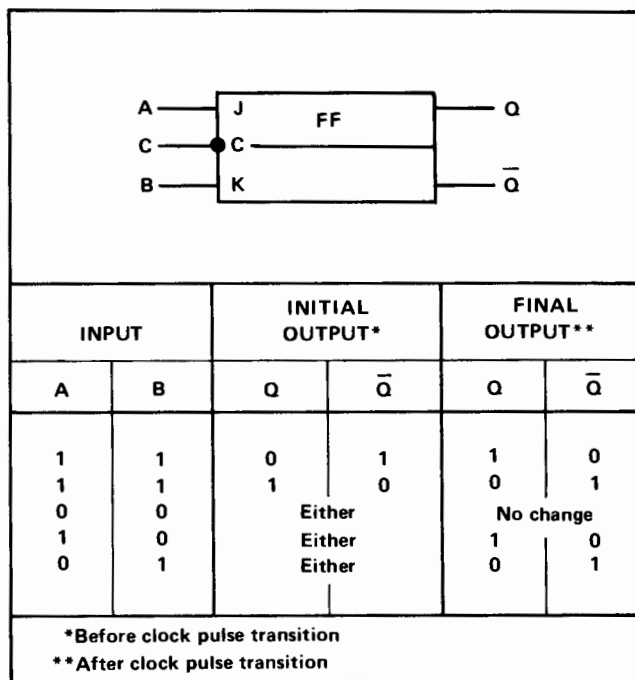 A J FF Q
C C
B K Q̅
INPUT INITIAL OUTPUT* FINAL OUTPUT**
A B Q Q̅ Q Q̅
1 1 0 1 1 0
1 1 1 0 0 1
0 0 Either No change
1 0 Either 1 0
0 1 Either 0 1
*Before clock pulse transition
**After clock pulse transition